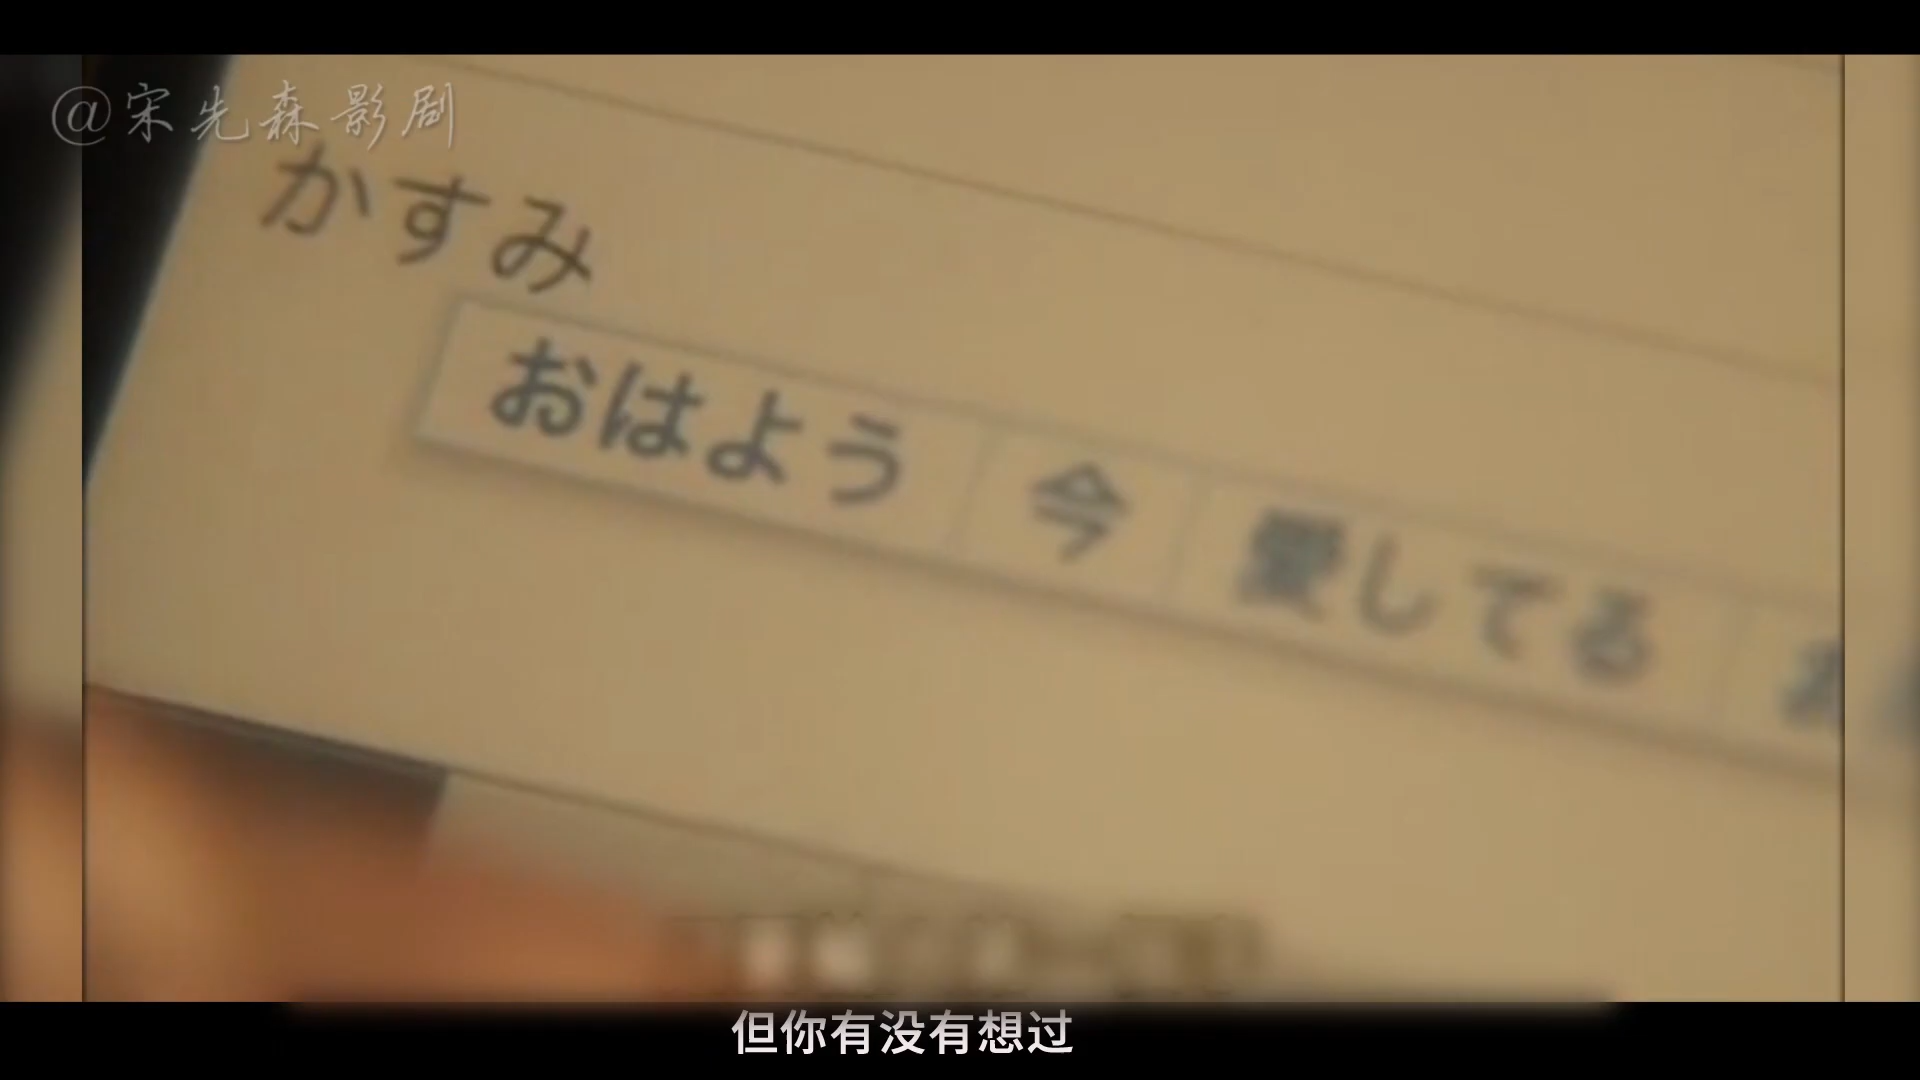 @宋先森影剧
かすみ
おはよう 今 愛してる
但你有没有想过